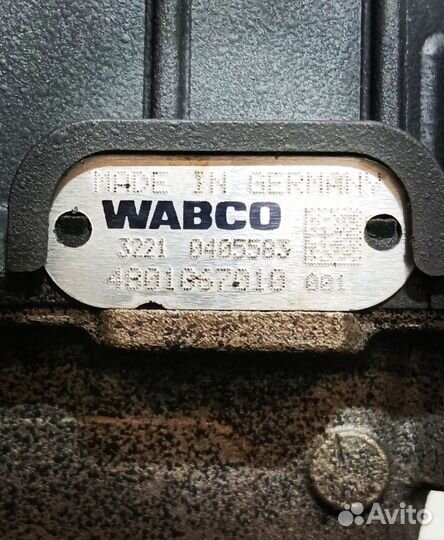 MADE IN GERMANY
WABCO
3221 0405583
4801067010 001
Avito